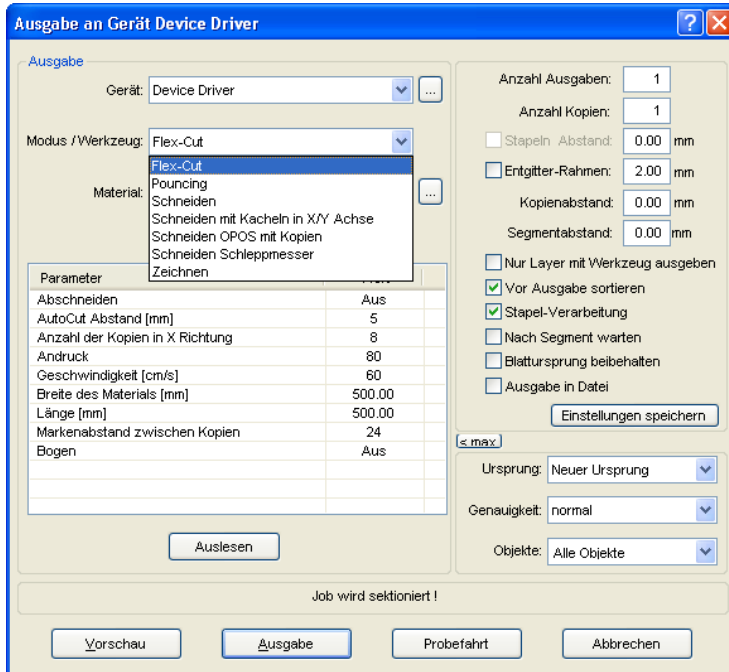 Ausgabe an Gerät Device Driver
Ausgabe
Gerät: Device Driver ...
Modus / Werkzeug: Flex-Cut
Flex-Cut
Pouncing
Schneiden
Schneiden mit Kacheln in X/Y Achse
Schneiden OPOS mit Kopien
Schneiden Schleppmesser
Zeichnen
Material: ...
Parameter
Abschneiden Aus
AutoCut Abstand [mm] 5
Anzahl der Kopien in X Richtung 8
Andruck 80
Geschwindigkeit [cm/s] 60
Breite des Materials [mm] 500.00
Länge [mm] 500.00
Markenabstand zwischen Kopien 24
Bogen Aus
Auslesen
Anzahl Ausgaben: 1
Anzahl Kopien: 1
Stapeln Abstand: 0.00 mm
Entgitter-Rahmen: 2.00 mm
Kopienabstand: 0.00 mm
Segmentabstand: 0.00 mm
Nur Layer mit Werkzeug ausgeben
Vor Ausgabe sortieren
Stapel-Verarbeitung
Nach Segment warten
Blattursprung beibehalten
Ausgabe in Datei
Einstellungen speichern
< max
Ursprung: Neuer Ursprung
Genauigkeit: normal
Objekte: Alle Objekte
Job wird sektioniert !
Vorschau Ausgabe Probefahrt Abbrechen